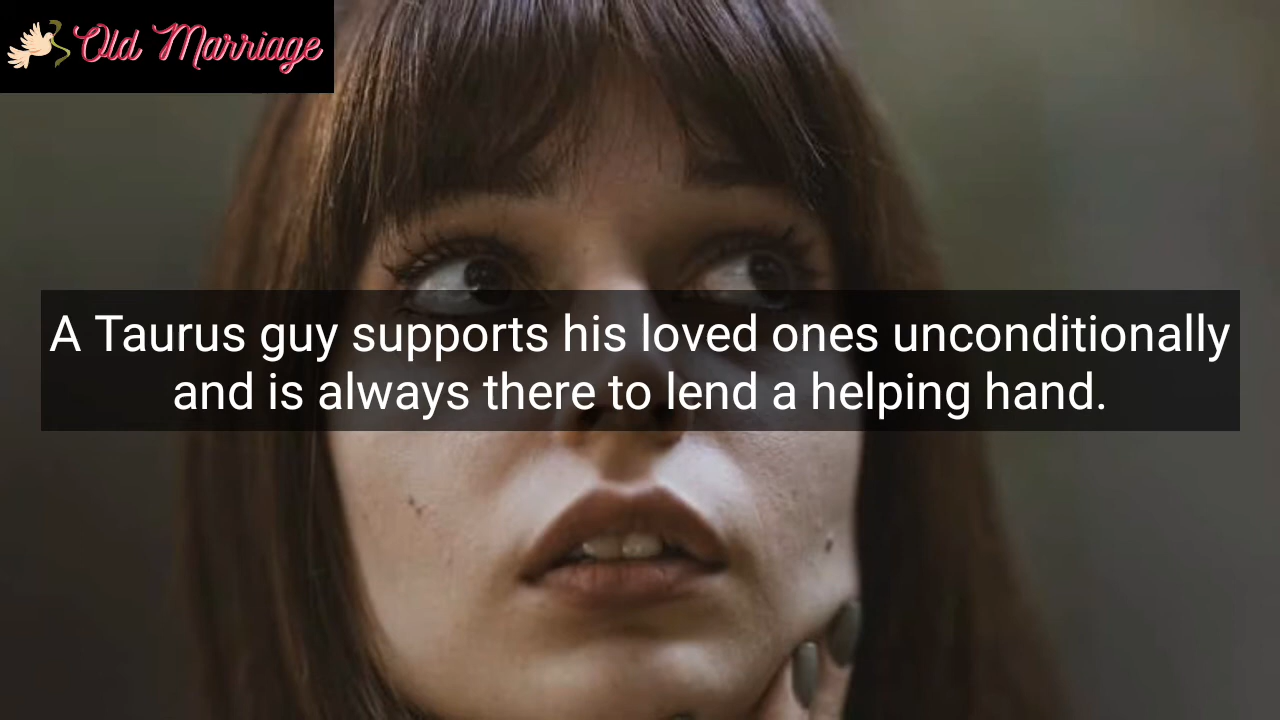 Old Marriage
A Taurus guy supports his loved ones unconditionally
and is always there to lend a helping hand.